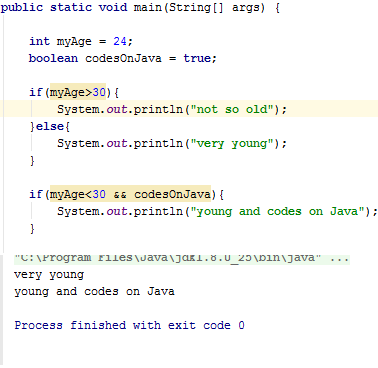 public static void main(String[] args) {
int myAge = 24;
boolean codesOnJava = true;
if(myAge>30){
System.out.println("not so old");
}else{
System.out.println("very young");
}
if(myAge<30 && codesOnJava){
System.out.println("young and codes on Java");
}
"C:\Program Files\Java\jdk1.8.0_25\bin\java" ...
very young
young and codes on Java
Process finished with exit code 0